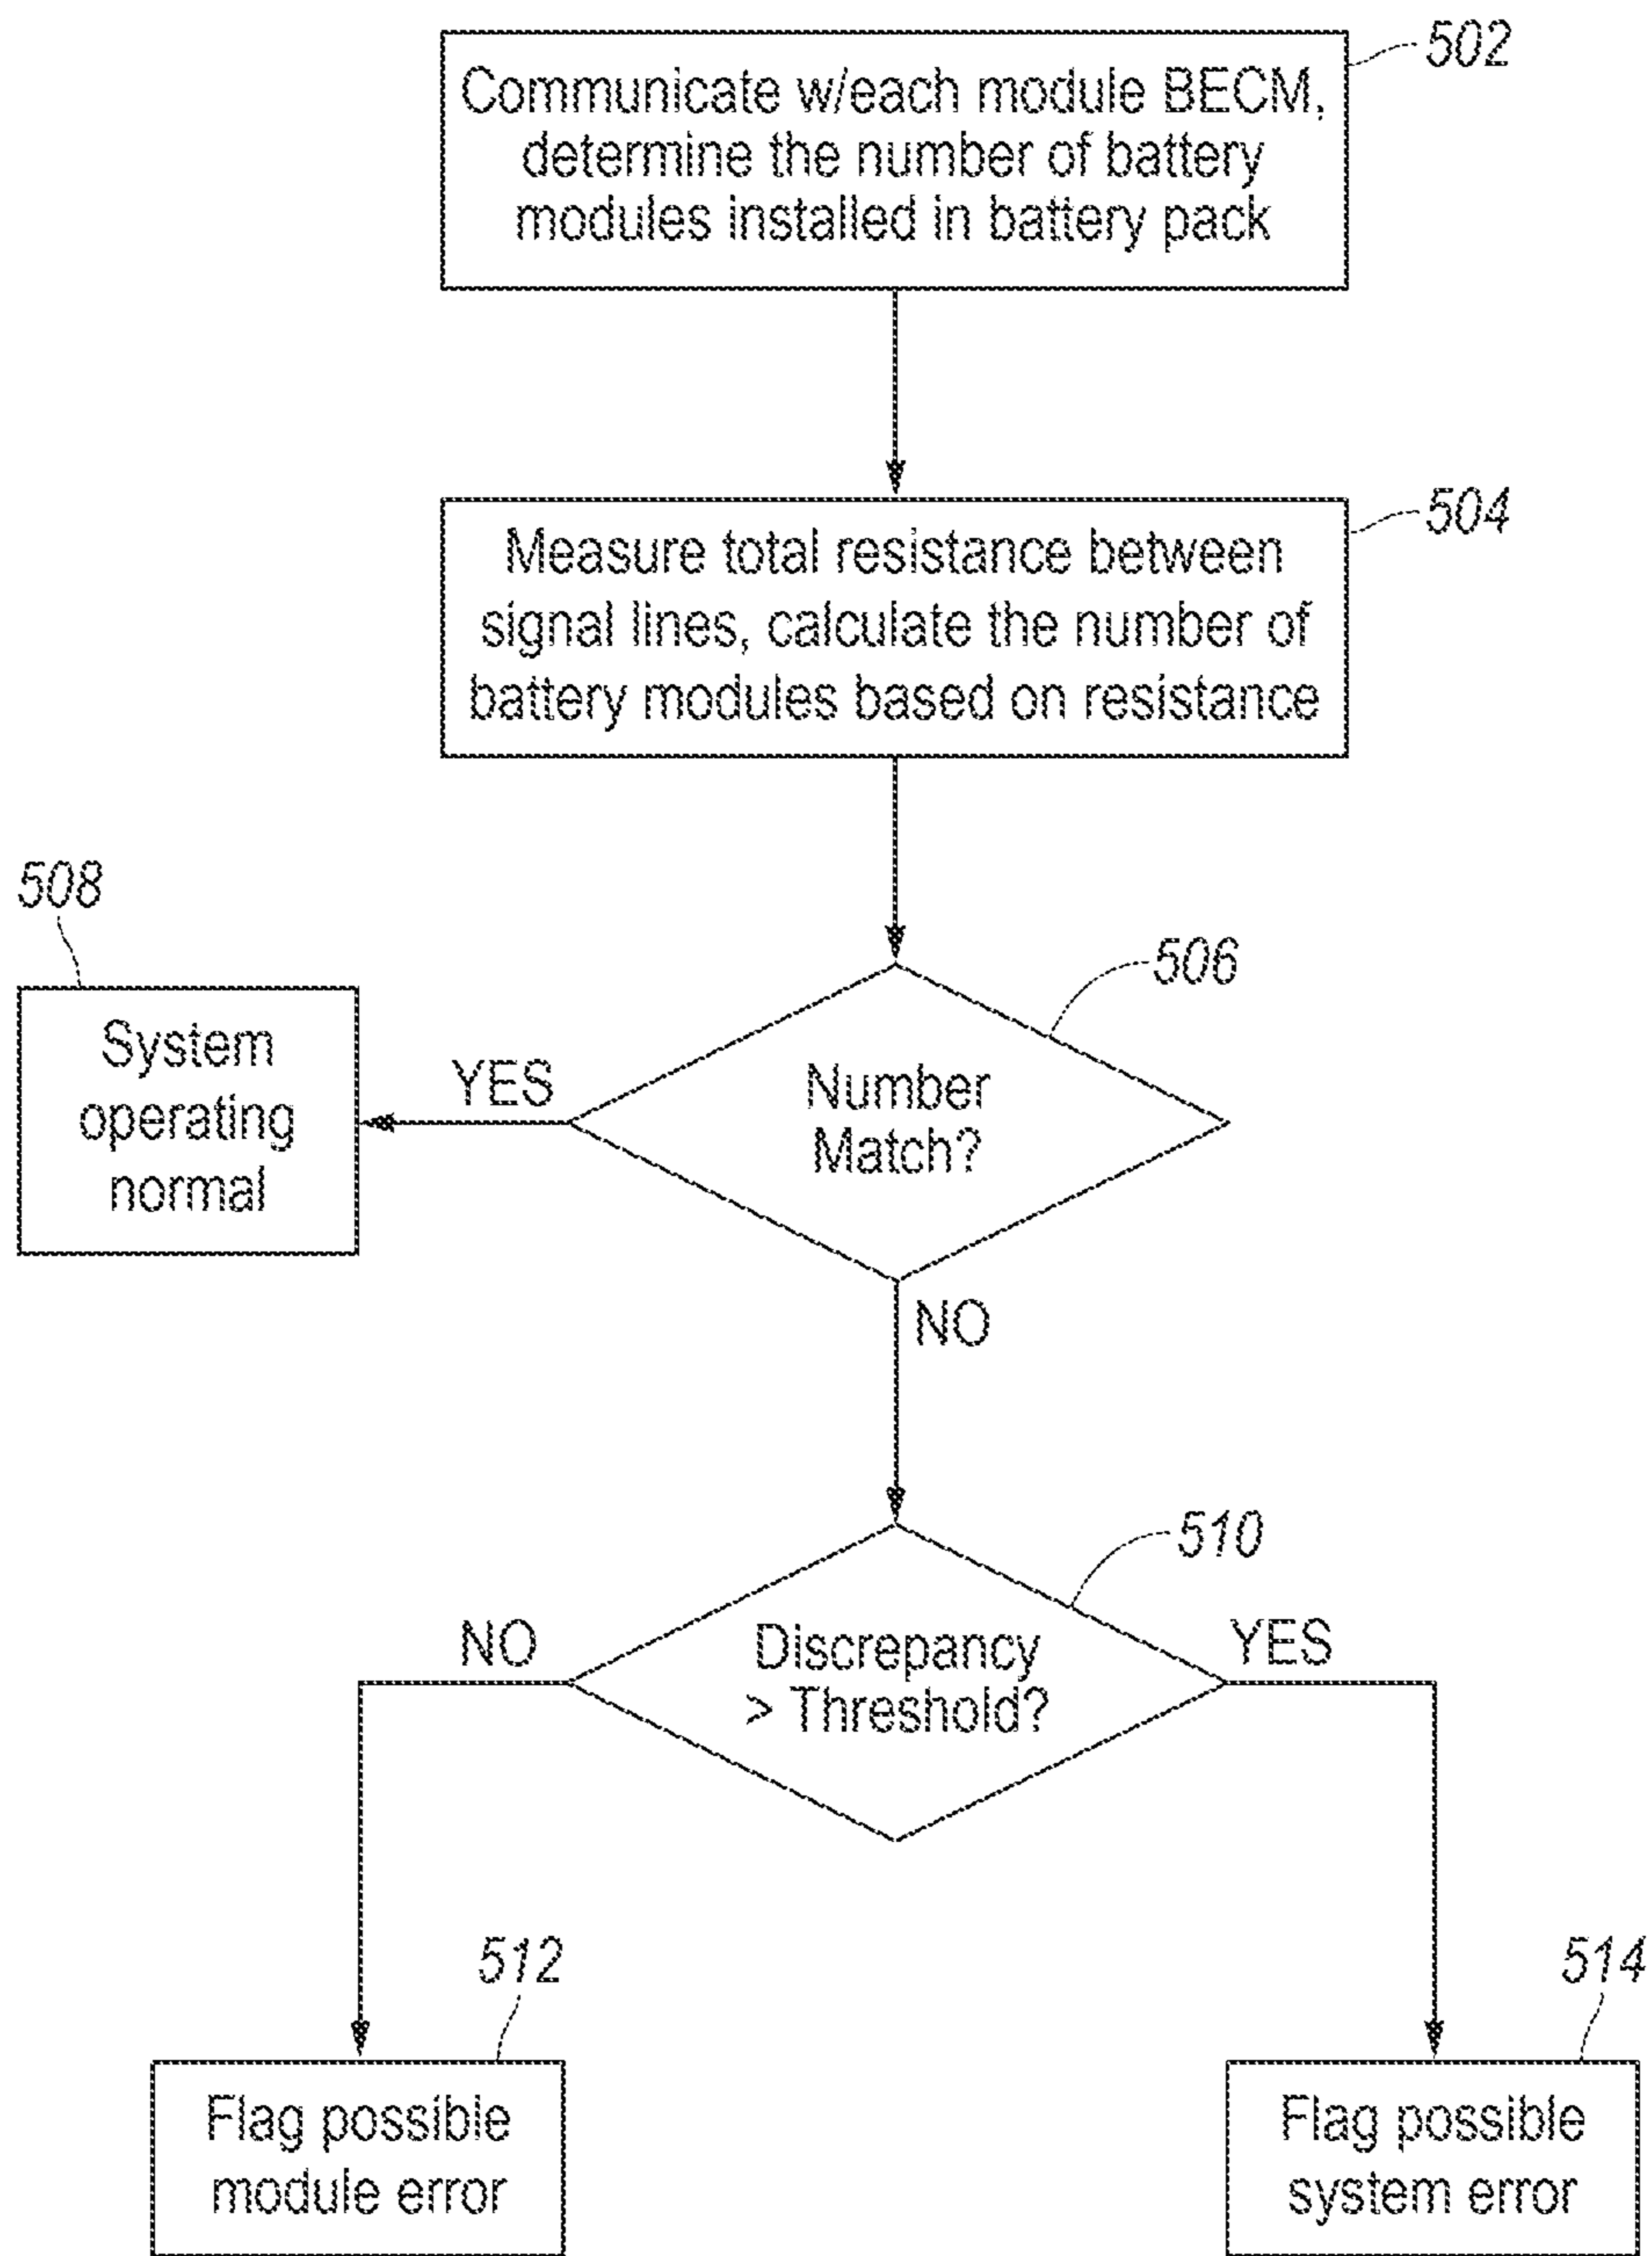 502
Communicate w/each module BECM,
determine the number of battery
modules installed in battery pack
504
Measure total resistance between
signal lines, calculate the number of
battery modules based on resistance
508
506
System
operating
normal
YES
Number
Match?
NO
510
NO
Discrepancy
> Threshold?
YES
512
514
Flag possible
module error
Flag possible
system error